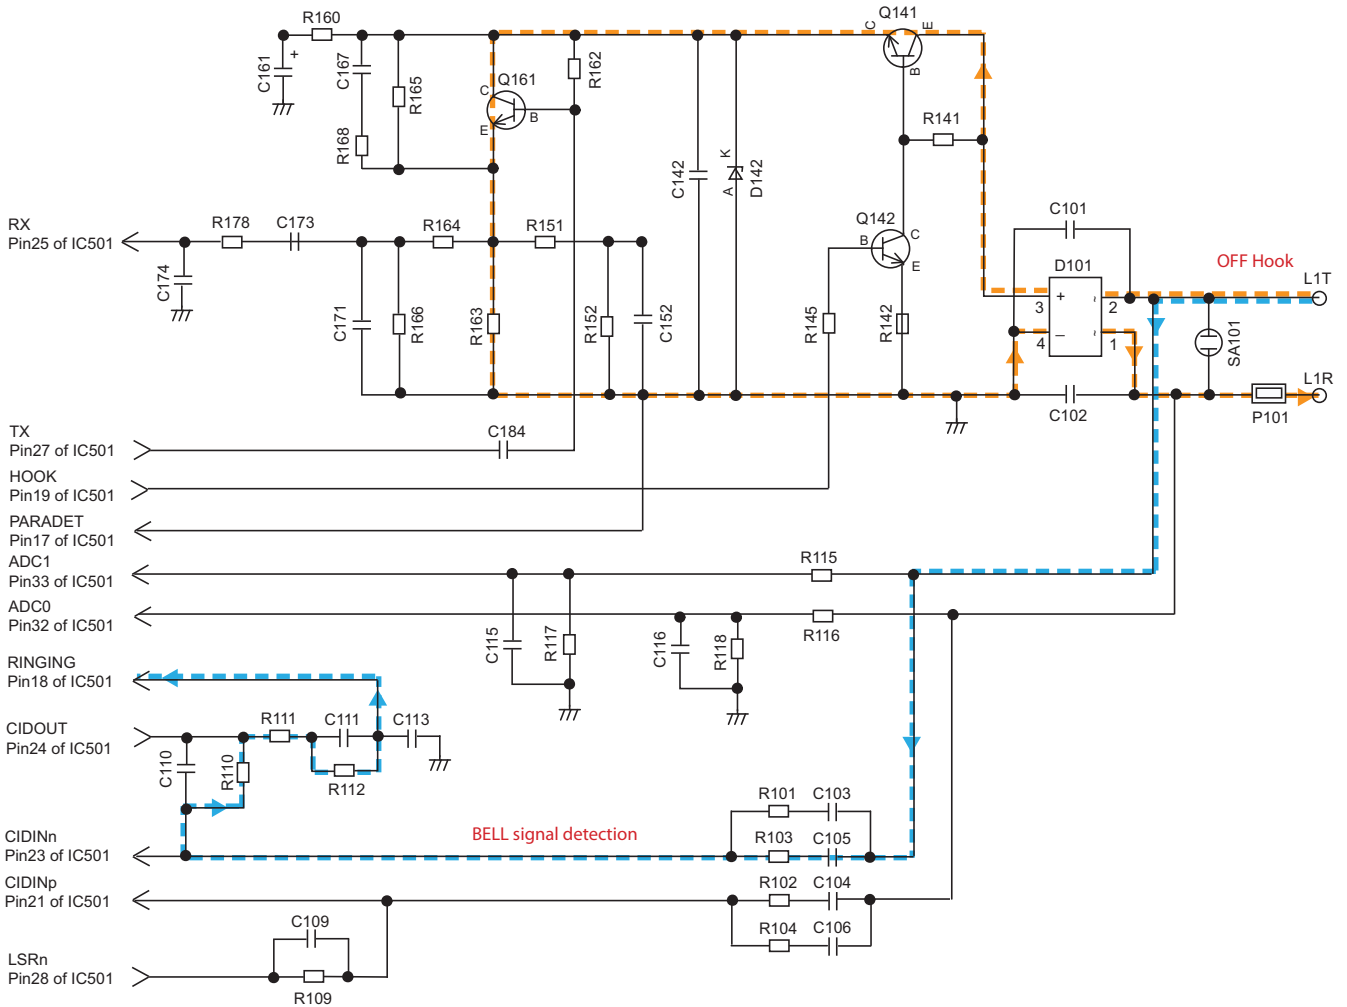 R160
C161
+
C167
R165
R168
Q161
C
E
B
R162
C142
K
A
D142
Q141
C
E
B
R141
Q142
B
C
E
RX
Pin25 of IC501
R178
C173
R164
R151
C174
C171
R166
R163
R152
C152
R145
R142
C101
D101
+
3
~
2
–
4
~
1
C102
OFF Hook
L1T
SA101
L1R
P101
TX
Pin27 of IC501
C184
HOOK
Pin19 of IC501
PARADET
Pin17 of IC501
ADC1
Pin33 of IC501
R115
ADC0
Pin32 of IC501
R116
C115
R117
C116
R118
RINGING
Pin18 of IC501
CIDOUT
Pin24 of IC501
R111
C111
C113
C110
R110
R112
CIDINn
Pin23 of IC501
BELL signal detection
R101
C103
R103
C105
CIDINp
Pin21 of IC501
R102
C104
R104
C106
C109
LSRn
Pin28 of IC501
R109